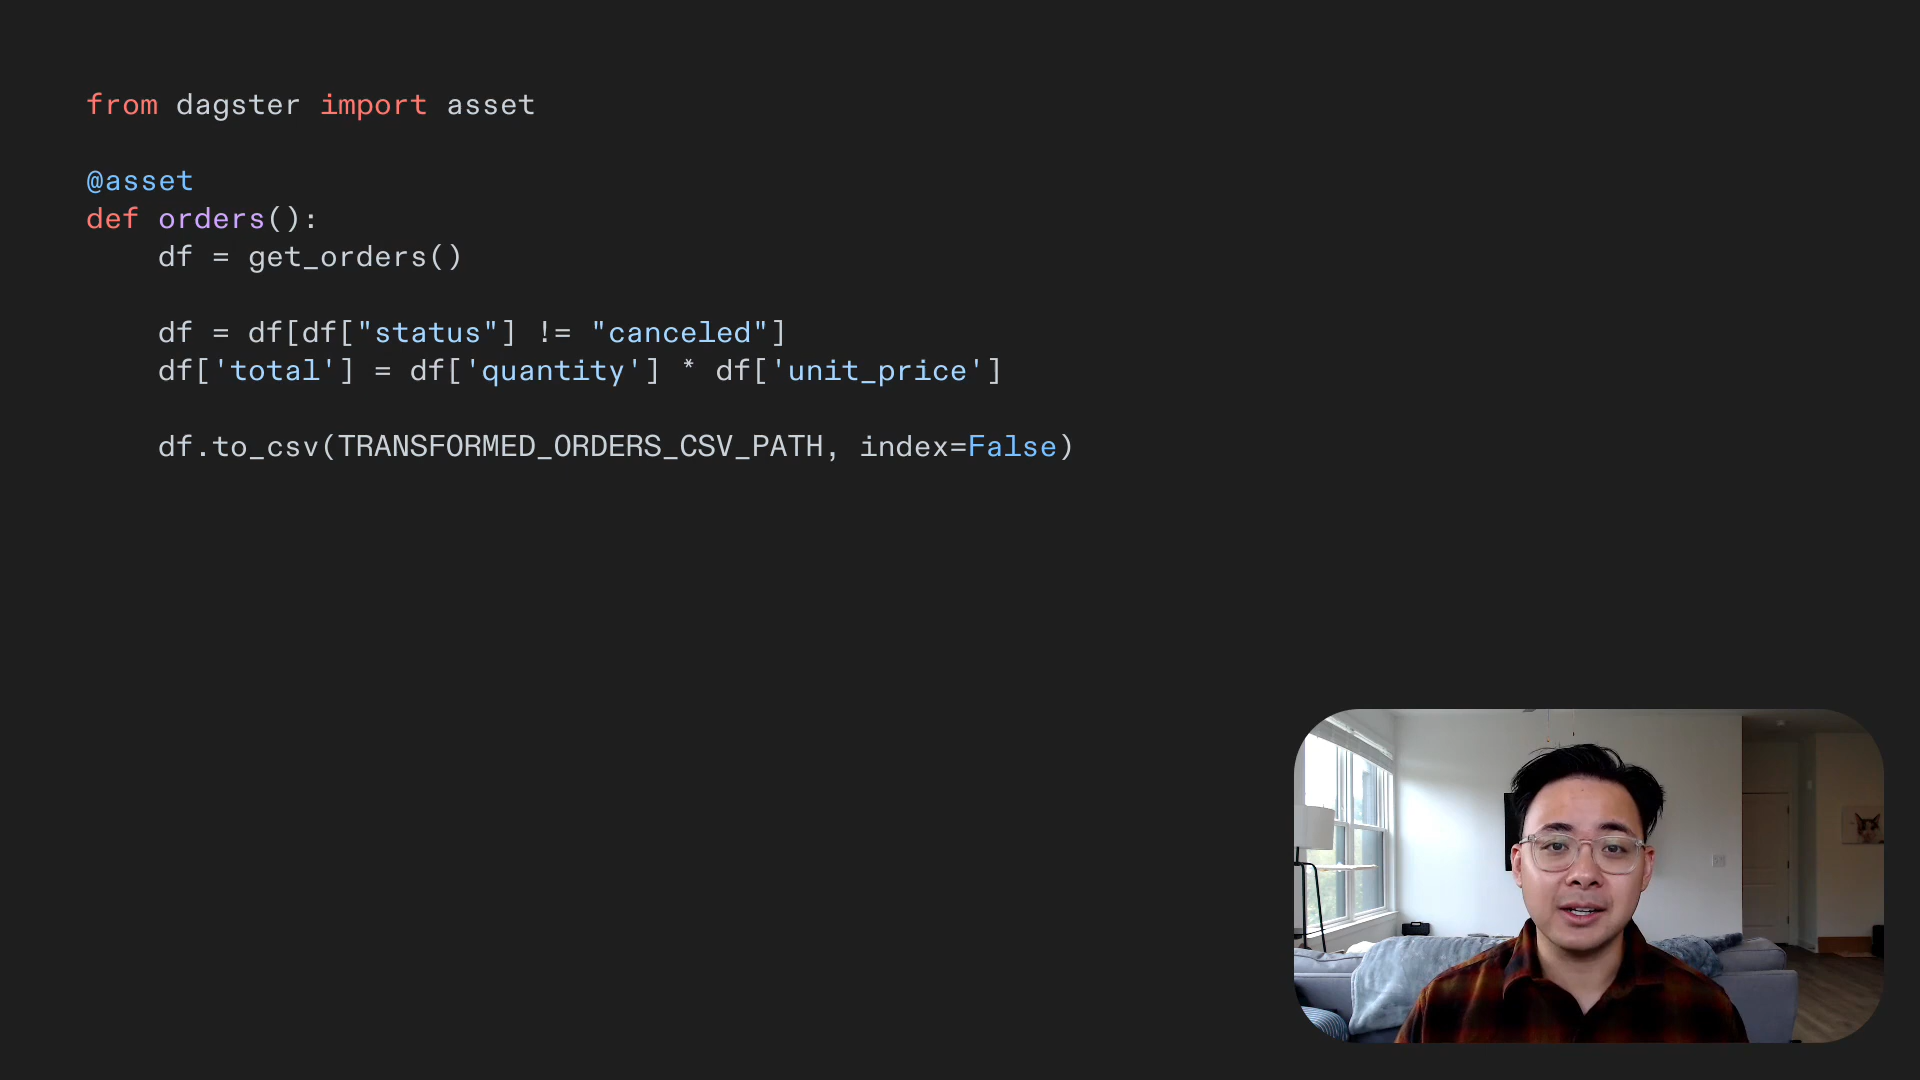 from dagster import asset
@asset
def orders():
df = get_orders()
df = df[df["status"] != "canceled"]
df['total'] = df['quantity'] * df['unit_price']
df.to_csv(TRANSFORMED_ORDERS_CSV_PATH, index=False)